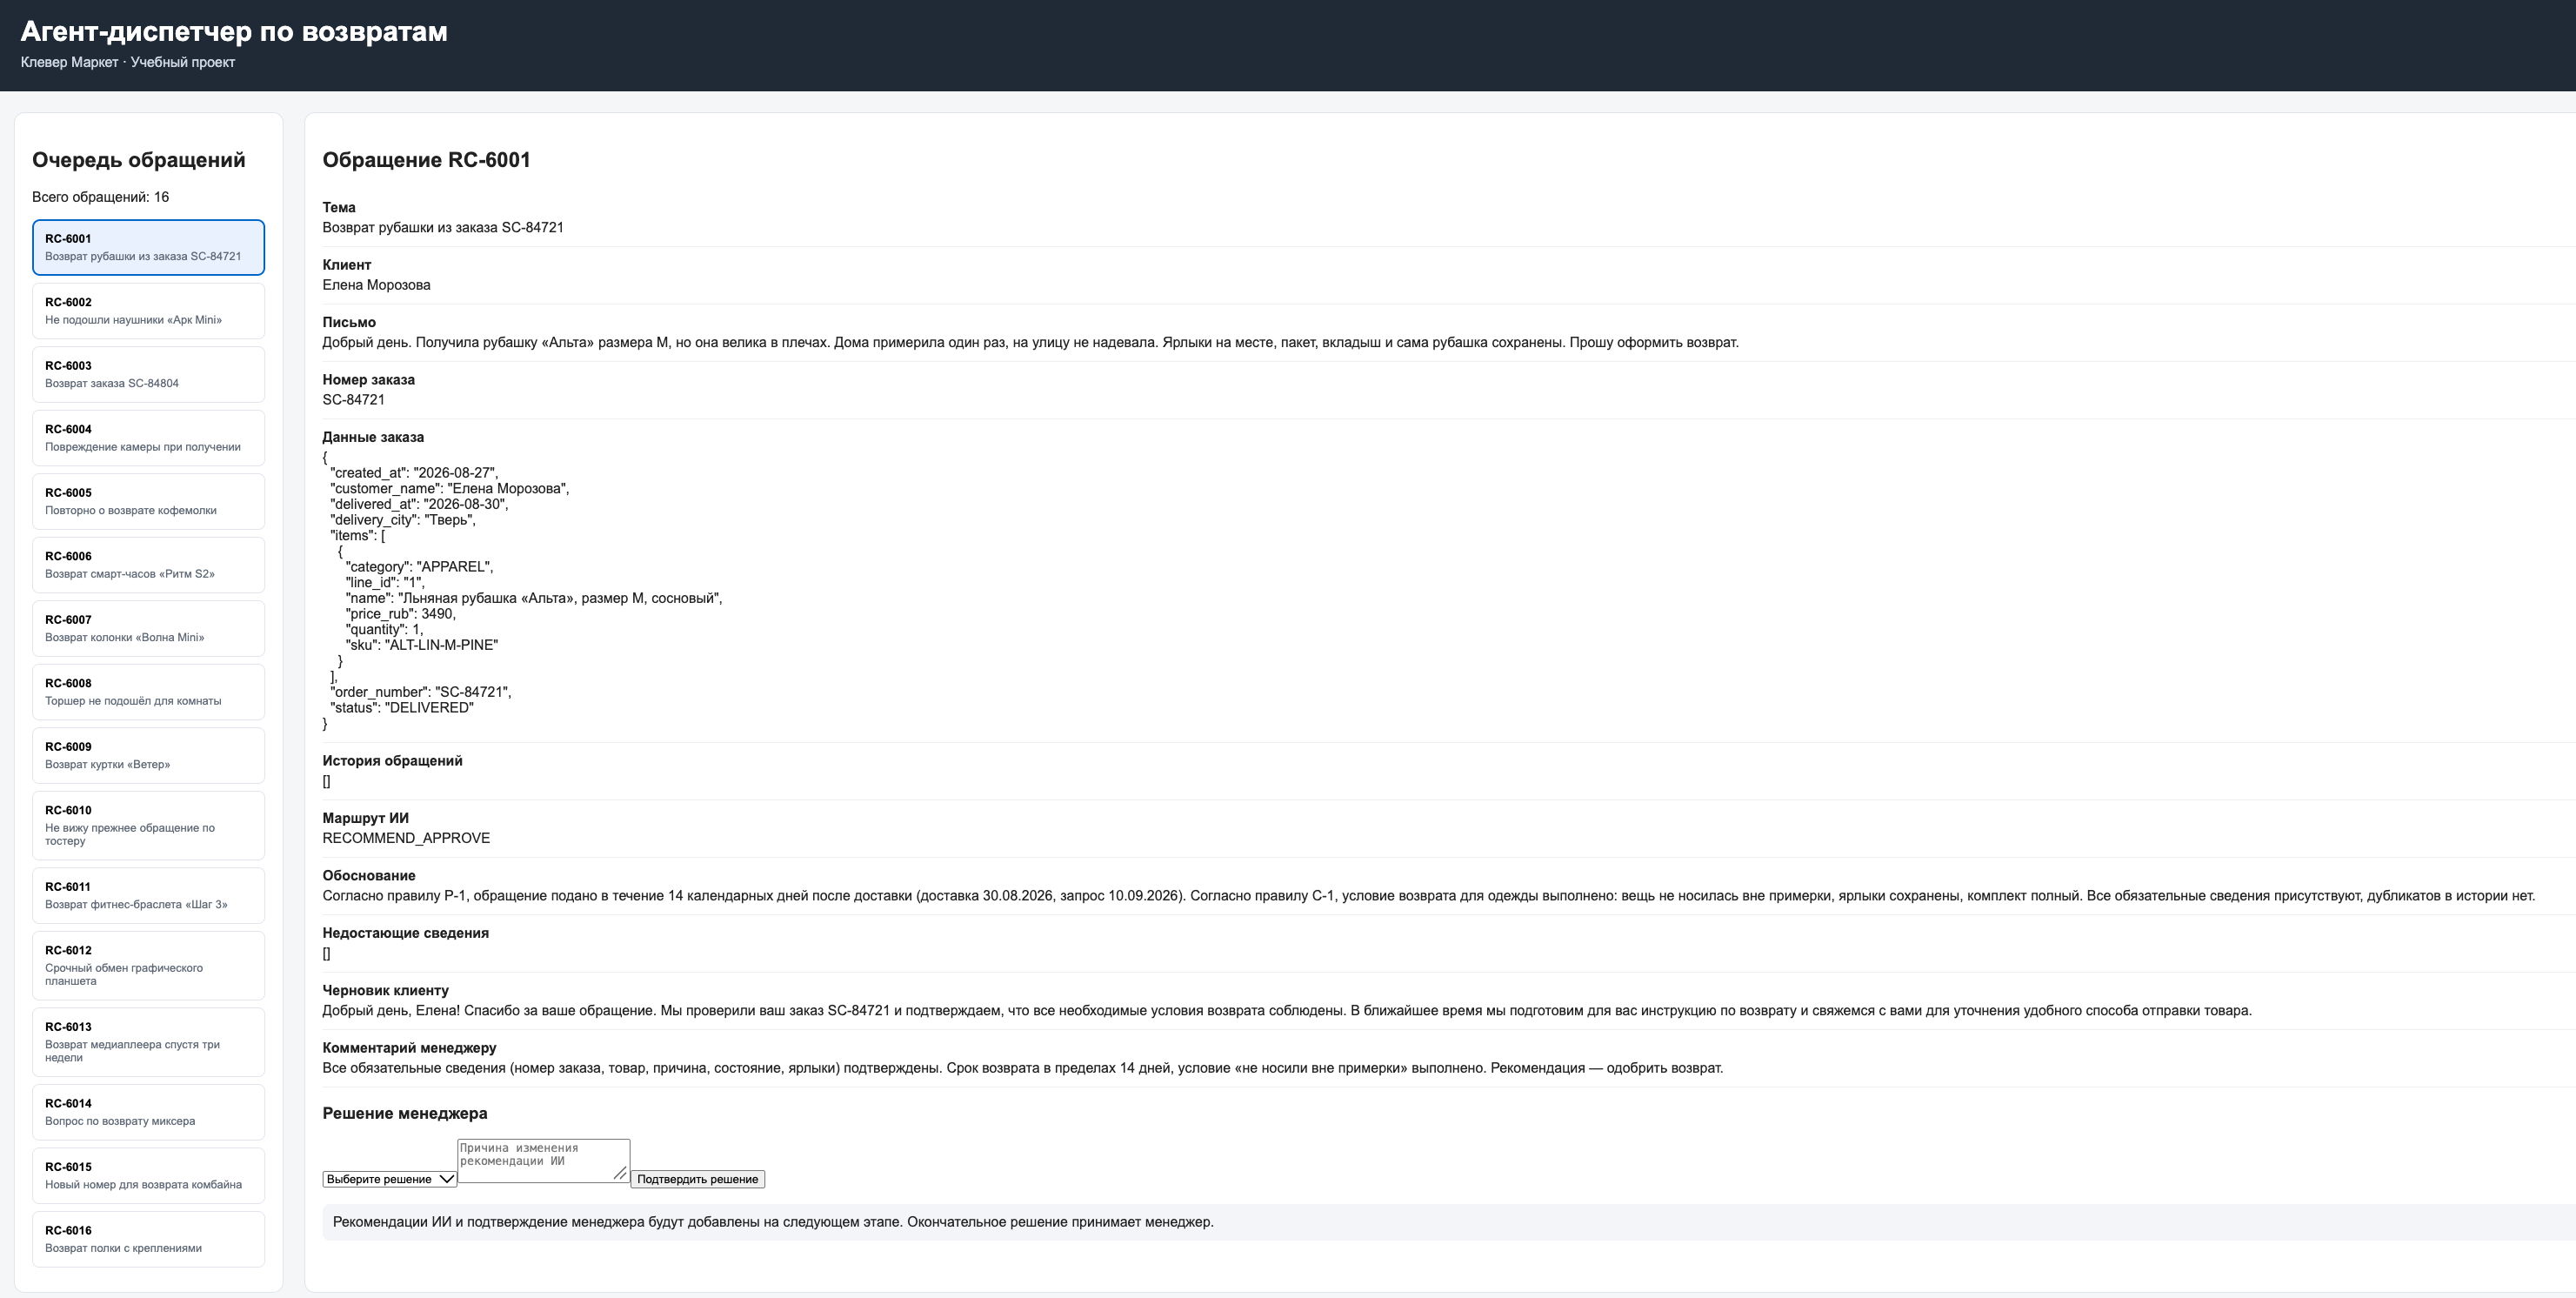 Агент-диспетчер по возвратам
Клевер Маркет · Учебный проект
Очередь обращений
Всего обращений: 16
RC-6001
Возврат рубашки из заказа SC-84721
RC-6002
Не подошли наушники «Арк Mini»
RC-6003
Возврат заказа SC-84804
RC-6004
Повреждение камеры при получении
RC-6005
Повторно о возврате кофемолки
RC-6006
Возврат смарт-часов «Ритм S2»
RC-6007
Возврат колонки «Волна Mini»
RC-6008
Торшер не подошёл для комнаты
RC-6009
Возврат куртки «Ветер»
RC-6010
Не вижу прежнее обращение по
тостеру
RC-6011
Возврат фитнес-браслета «Шаг 3»
RC-6012
Срочный обмен графического
планшета
RC-6013
Возврат медиаплеера спустя три
недели
RC-6014
Вопрос по возврату миксера
RC-6015
Новый номер для возврата комбайна
RC-6016
Возврат полки с креплениями
Обращение RC-6001
Тема
Возврат рубашки из заказа SC-84721
Клиент
Елена Морозова
Письмо
Добрый день. Получила рубашку «Альта» размера M, но она велика в плечах. Дома примерила один раз, на улицу не надевала. Ярлыки на месте, пакет, вкладыш и сама рубашка сохранены. Прошу оформить возврат.
Номер заказа
SC-84721
Данные заказа
{
"created_at": "2026-08-27",
"customer_name": "Елена Морозова",
"delivered_at": "2026-08-30",
"delivery_city": "Тверь",
"items": [
{
"category": "APPAREL",
"line_id": "1",
"name": "Льняная рубашка «Альта», размер M, сосновый",
"price_rub": 3490,
"quantity": 1,
"sku": "ALT-LIN-M-PINE"
}
],
"order_number": "SC-84721",
"status": "DELIVERED"
}
История обращений
[]
Маршрут ИИ
RECOMMEND_APPROVE
Обоснование
Согласно правилу P-1, обращение подано в течение 14 календарных дней после доставки (доставка 30.08.2026, запрос 10.09.2026). Согласно правилу C-1, условие возврата для одежды выполнено: вещь не носилась вне примерки, ярлыки сохранены, комплект полный. Все обязательные сведения присутствуют, дубликатов в истории нет.
Недостающие сведения
[]
Черновик клиенту
Добрый день, Елена! Спасибо за ваше обращение. Мы проверили ваш заказ SC-84721 и подтверждаем, что все необходимые условия возврата соблюдены. В ближайшее время мы подготовим для вас инструкцию по возврату и свяжемся с вами для уточнения удобного способа отправки товара.
Комментарий менеджеру
Все обязательные сведения (номер заказа, товар, причина, состояние, ярлыки) подтверждены. Срок возврата в пределах 14 дней, условие «не носили вне примерки» выполнено. Рекомендация — одобрить возврат.
Решение менеджера
Выберите решение
Причина изменения
рекомендации ИИ
Подтвердить решение
Рекомендации ИИ и подтверждение менеджера будут добавлены на следующем этапе. Окончательное решение принимает менеджер.